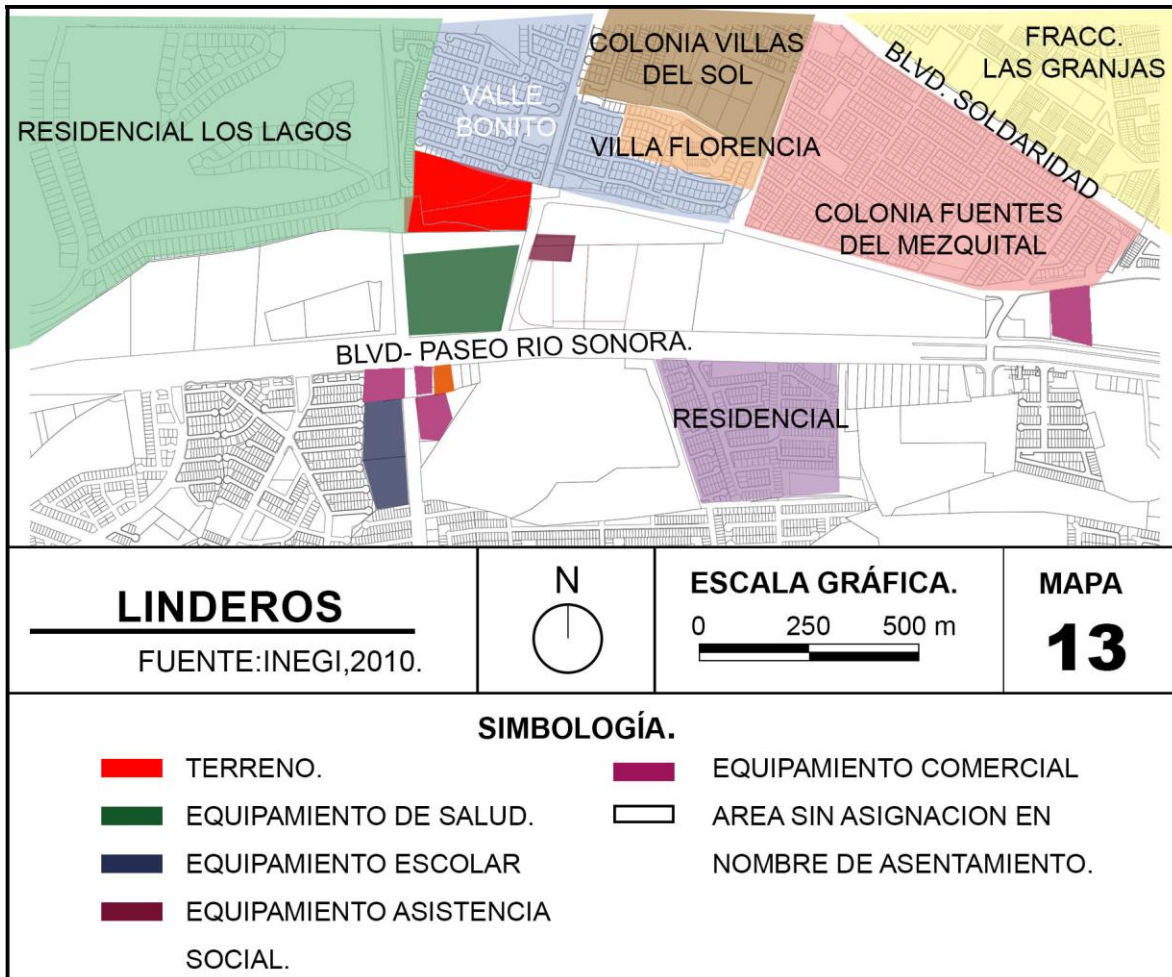 COLONIA VILLAS
DEL SOL
FRACC.
LAS GRANJAS
BLVD. SOLDARIDAD
VALLE
BONITO
RESIDENCIAL LOS LAGOS
VILLA FLORENCIA
COLONIA FUENTES
DEL MEZQUITAL
BLVD- PASEO RIO SONORA.
RESIDENCIAL
LINDEROS
FUENTE:INEGI,2010.
N
ESCALA GRÁFICA.
0 250 500 m
MAPA
13
SIMBOLOGÍA.
TERRENO.
EQUIPAMIENTO DE SALUD.
EQUIPAMIENTO ESCOLAR
EQUIPAMIENTO ASISTENCIA
SOCIAL.
EQUIPAMIENTO COMERCIAL
AREA SIN ASIGNACION EN
NOMBRE DE ASENTAMIENTO.